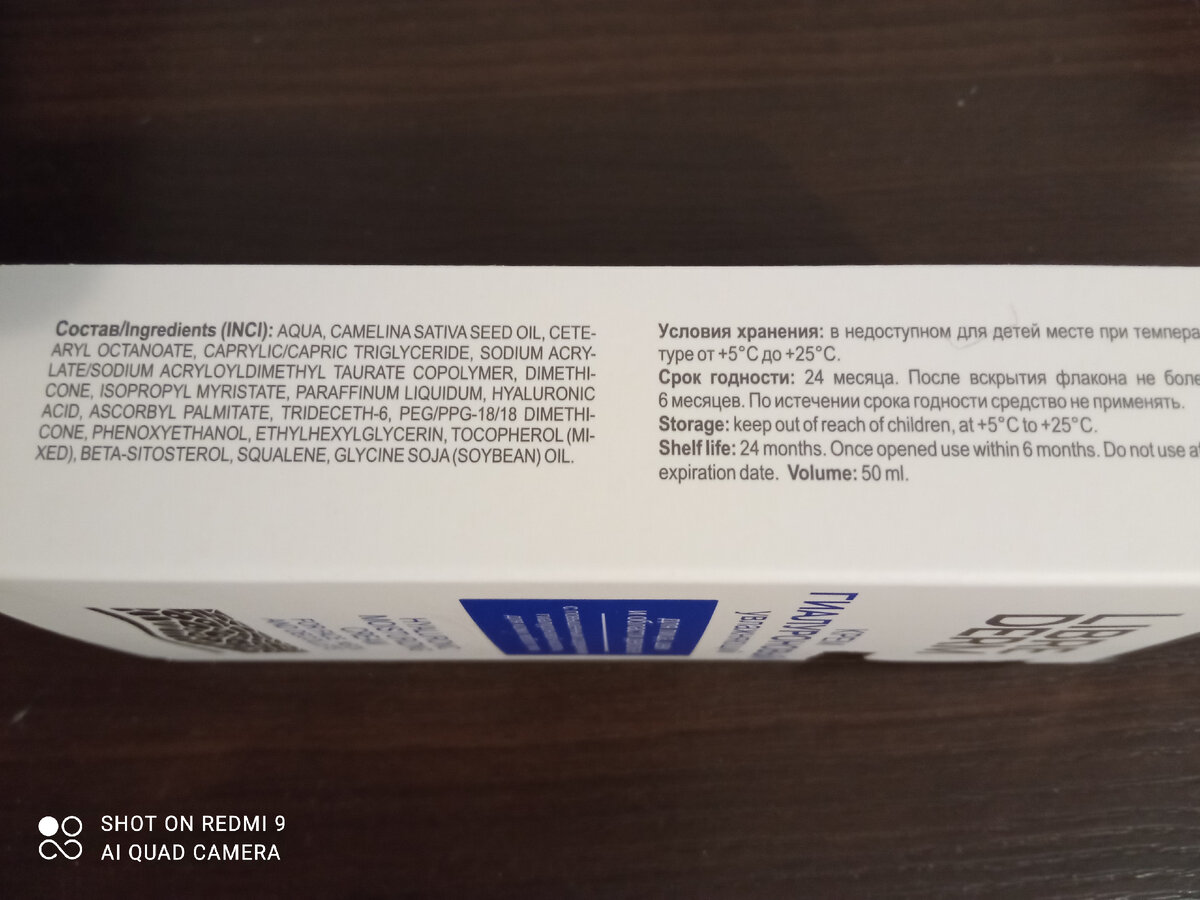 Состав/Ingredients (INCI): AQUA, CAMELINA SATIVA SEED OIL, CETE-
ARYL OCTANOATE, CAPRYLIC/CAPRIC TRIGLYCERIDE, SODIUM ACRY-
LATE/SODIUM ACRYLOYLDIMETHYL TAURATE COPOLYMER, DIMETHI-
CONE, ISOPROPYL MYRISTATE, PARAFFINUM LIQUIDUM, HYALURONIC
ACID, ASCORBYL PALMITATE, TRIDECETH-6, PEG/PPG-18/18 DIMETHI-
CONE, PHENOXYETHANOL, ETHYLHEXYLGLYCERIN, TOCOPHEROL (MI-
XED), BETA-SITOSTEROL, SQUALENE, GLYCINE SOJA (SOYBEAN) OIL.
Условия хранения: в недоступном для детей месте при темпера
туре от +5°C до +25°C.
Срок годности: 24 месяца. После вскрытия флакона не боле
6 месяцев. По истечении срока годности средство не применять.
Storage: keep out of reach of children, at +5°C to +25°C.
Shelf life: 24 months. Once opened use within 6 months. Do not use
expiration date. Volume: 50 ml.
LIBRE
DERM
SHOT ON REDMI 9
AI QUAD CAMERA